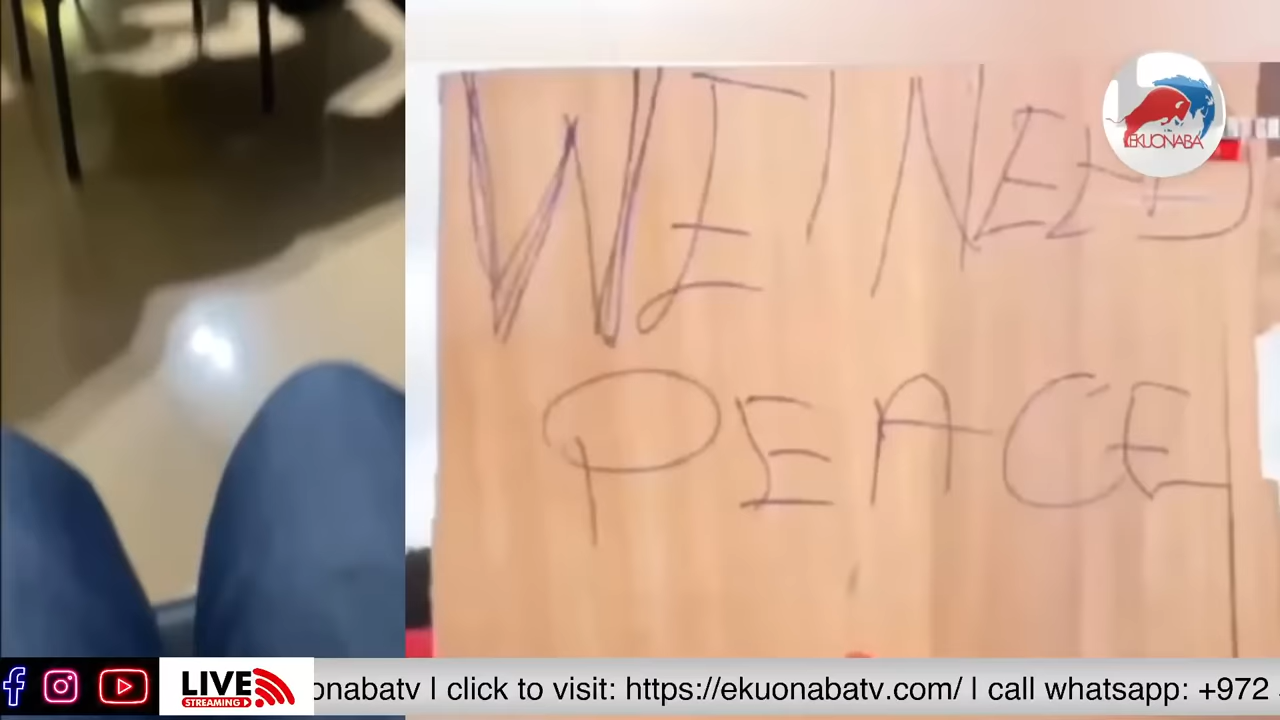 WE NEED
PEACE
EKUONABA
LIVE
STREAMING
onabatv | click to visit: https://ekuonabatv.com/ | call whatsapp: +972